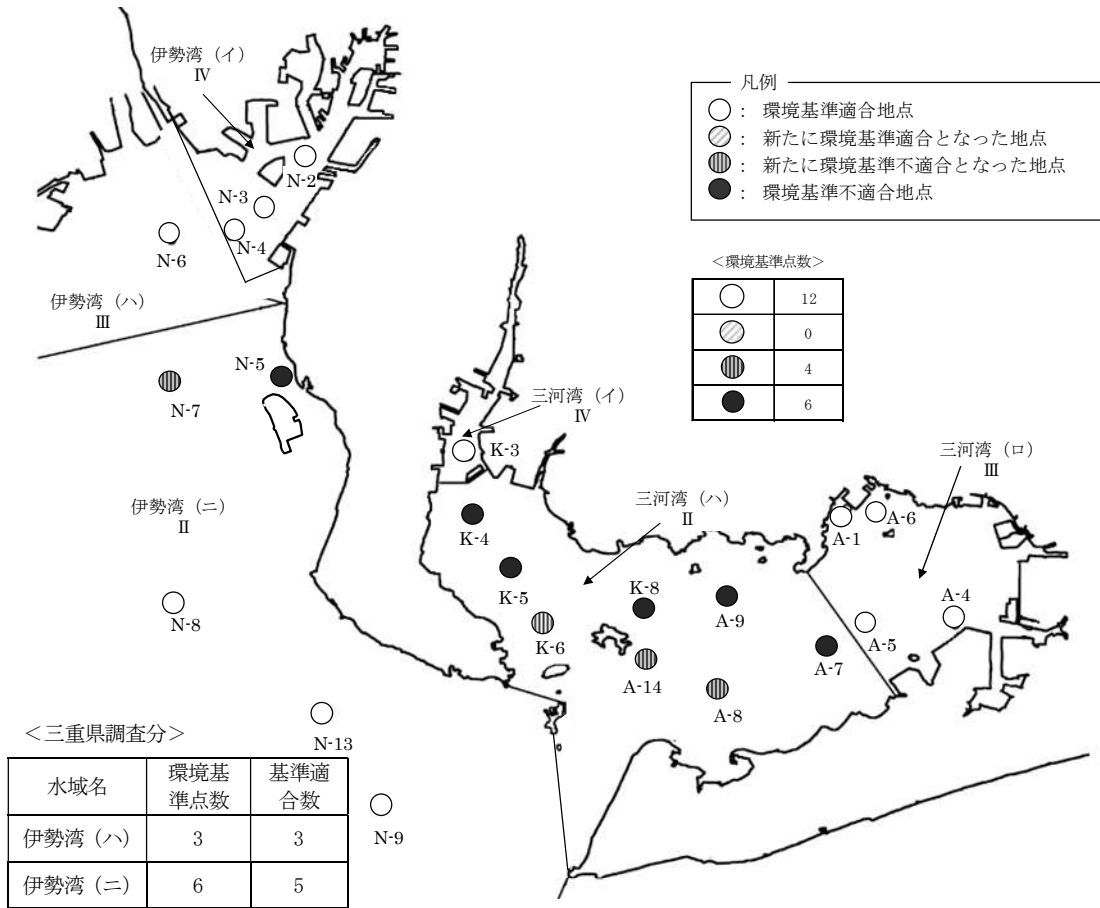 伊勢湾（イ）
Ⅳ
N-2
N-3
N-4
N-6
伊勢湾（ハ）
Ⅲ
N-5
N-7
伊勢湾（ニ）
Ⅱ
N-8
N-13
N-9
凡例
： 環境基準適合地点
： 新たに環境基準適合となった地点
： 新たに環境基準不適合となった地点
： 環境基準不適合地点
＜環境基準点数＞
12
0
4
6
三河湾（イ）
Ⅳ
K-3
三河湾（ハ）
Ⅱ
三河湾（ロ）
Ⅲ
K-4
K-5
K-6
K-8
A-14
A-9
A-8
A-7
A-1
A-6
A-5
A-4
＜三重県調査分＞
水域名 環境基準点数 基準適合数
伊勢湾（ハ） 3 3
伊勢湾（ニ） 6 5